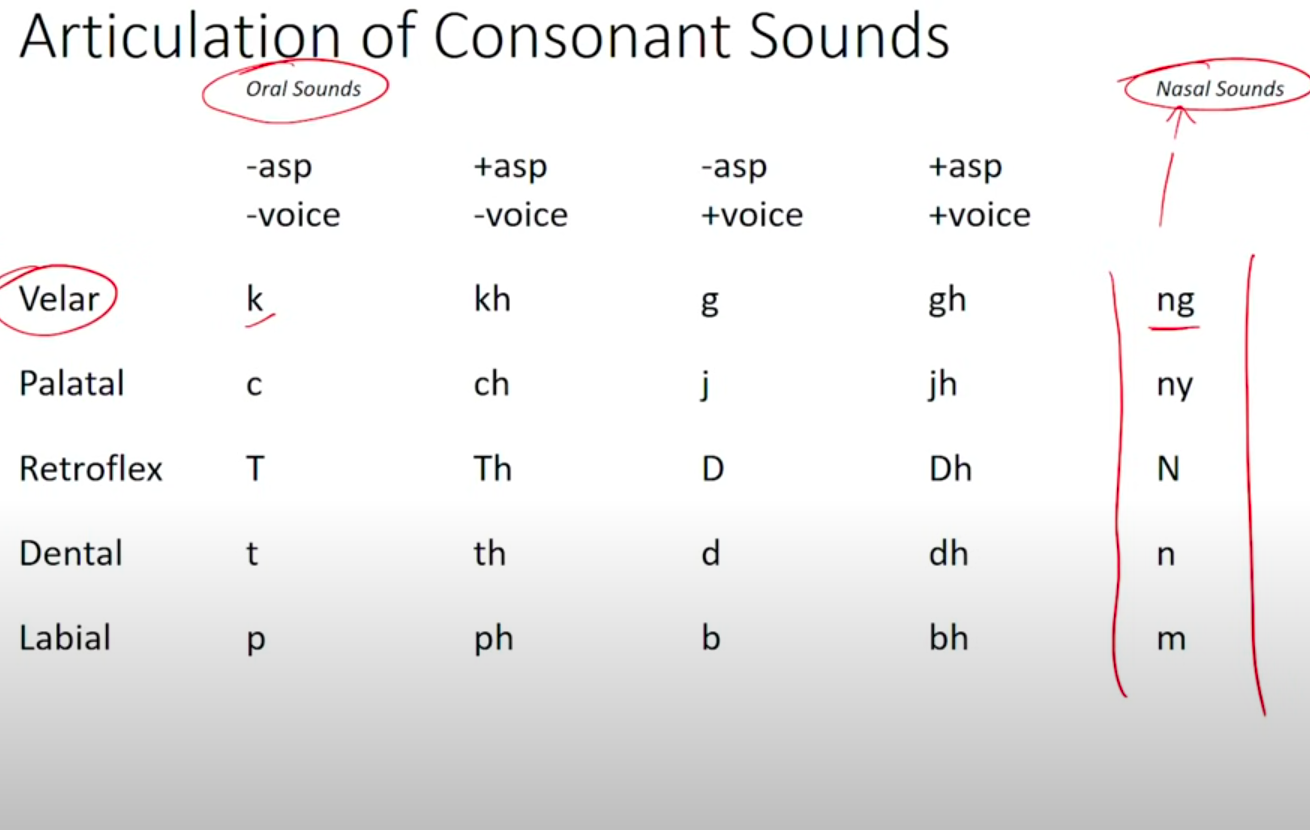 Articulation of Consonant Sounds
Oral Sounds Nasal Sounds
-asp +asp -asp +asp
-voice -voice +voice +voice
Velar k kh g gh ng
Palatal c ch j jh ny
Retroflex T Th D Dh N
Dental t th d dh n
Labial p ph b bh m